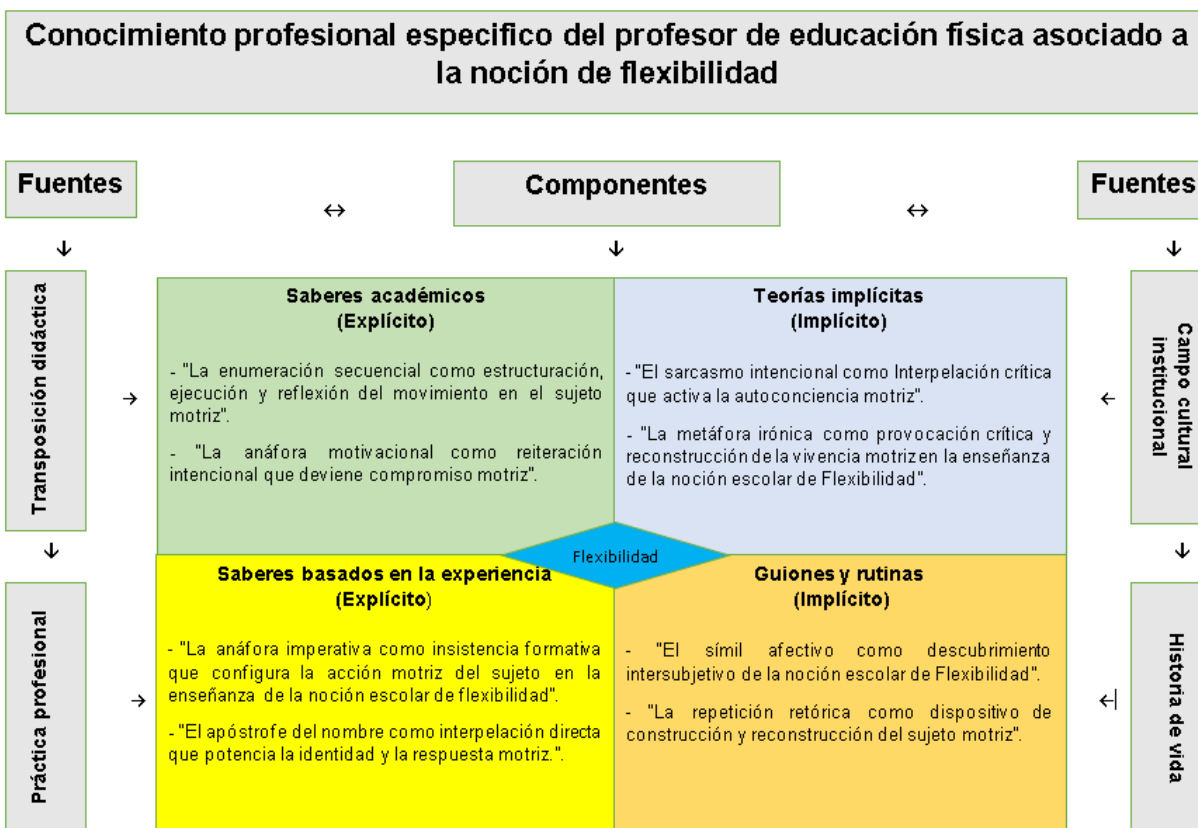 Conocimiento profesional especifico del profesor de educación física asociado a
la noción de flexibilidad
Fuentes
Componentes
Fuentes
↔
↔
↓
↓
↓
Transposición didáctica
→
Saberes académicos
(Explícito)
- "La enumeración secuencial como estructuración,
ejecución y reflexión del movimiento en el sujeto
motriz".
- "La anáfora motivacional como reiteración
intencional que deviene compromiso motriz".
Teorías implícitas
(Implícito)
- "El sarcasmo intencional como Interpelación crítica
que activa la autoconciencia motriz".
- "La metáfora irónica como provocación crítica y
reconstrucción de la vivencia motriz en la enseñanza
de la noción escolar de Flexibilidad".
←
Campo cultural
institucional
Flexibilidad
↓
↓
Práctica profesional
→
Saberes basados en la experiencia
(Explícito)
- "La anáfora imperativa como insistencia formativa
que configura la acción motriz del sujeto en la
enseñanza de la noción escolar de flexibilidad".
- "El apóstrofe del nombre como interpelación directa
que potencia la identidad y la respuesta motriz.".
Guiones y rutinas
(Implícito)
- "El símil afectivo como descubrimiento
intersubjetivo de la noción escolar de Flexibilidad".
- "La repetición retórica como dispositivo de
construcción y reconstrucción del sujeto motriz".
←|
Historia de vida